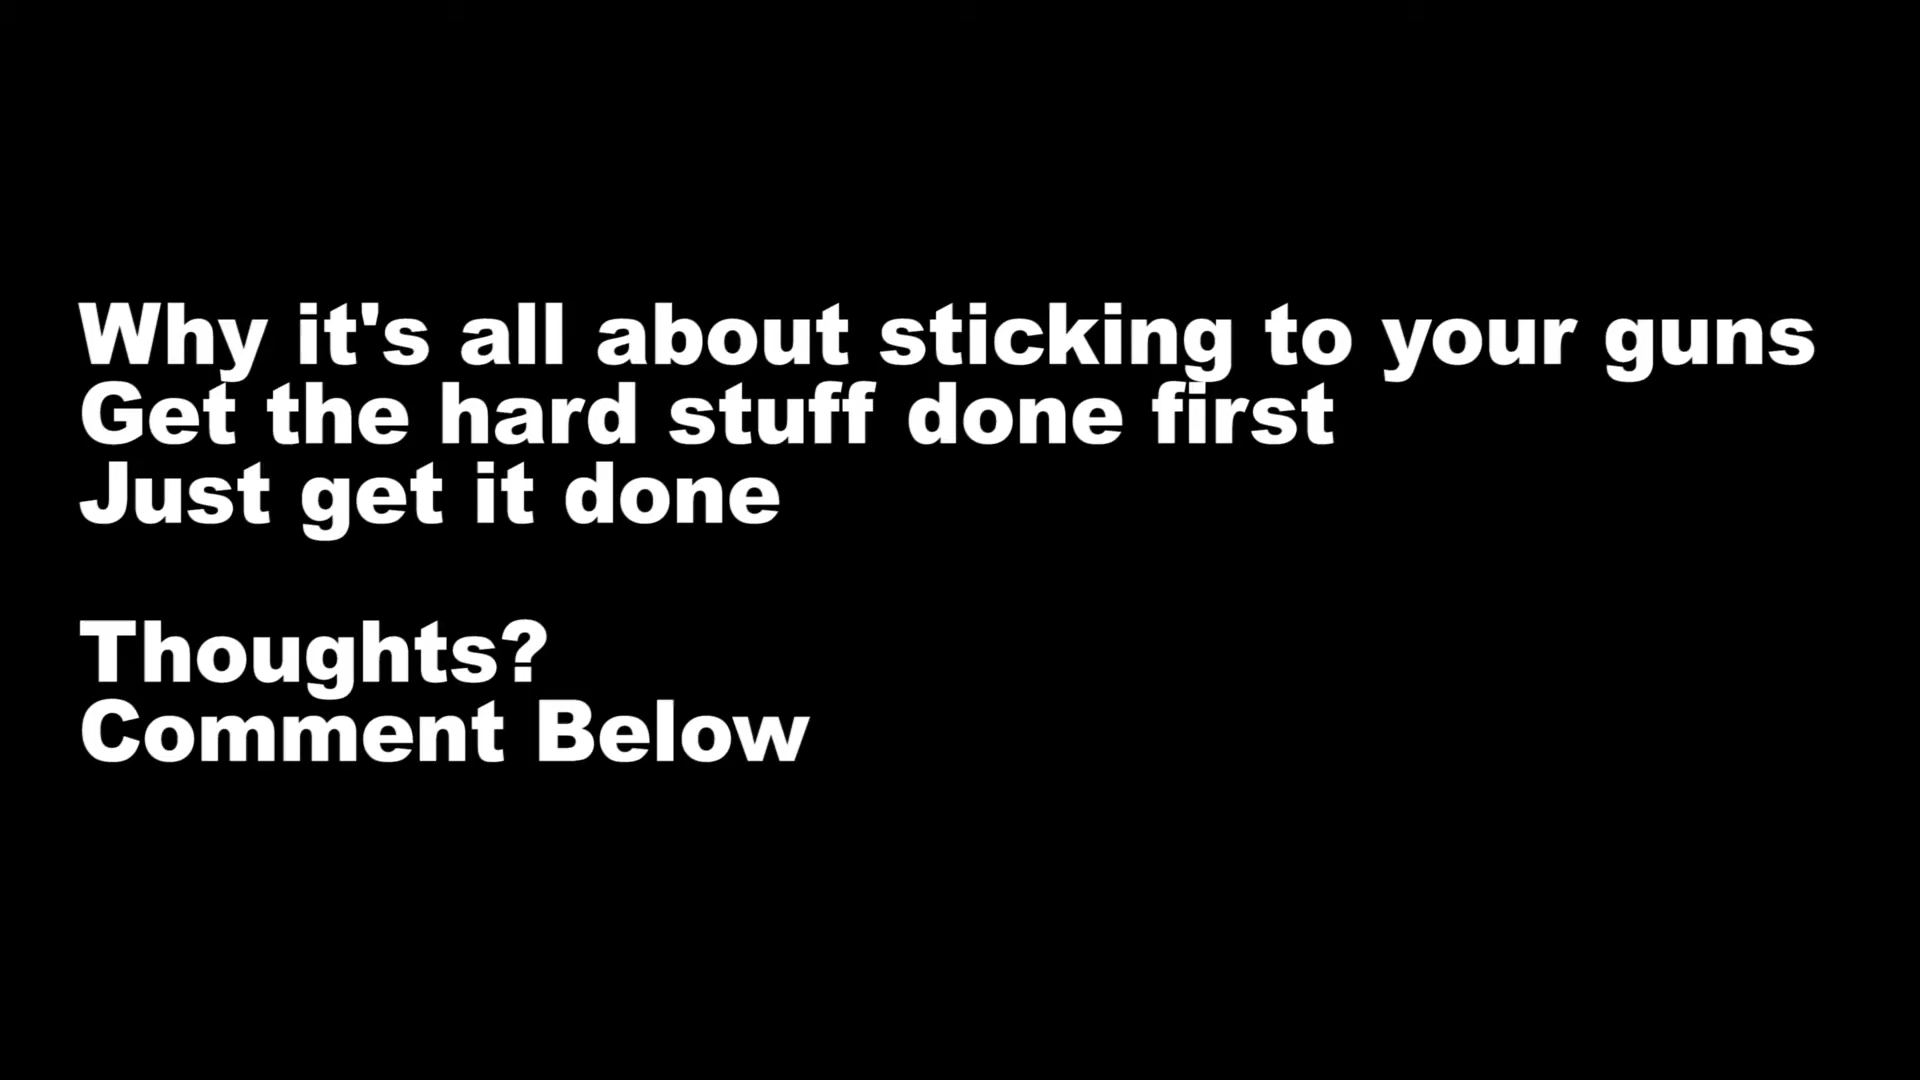 Why it's all about sticking to your guns
Get the hard stuff done first
Just get it done
Thoughts?
Comment Below